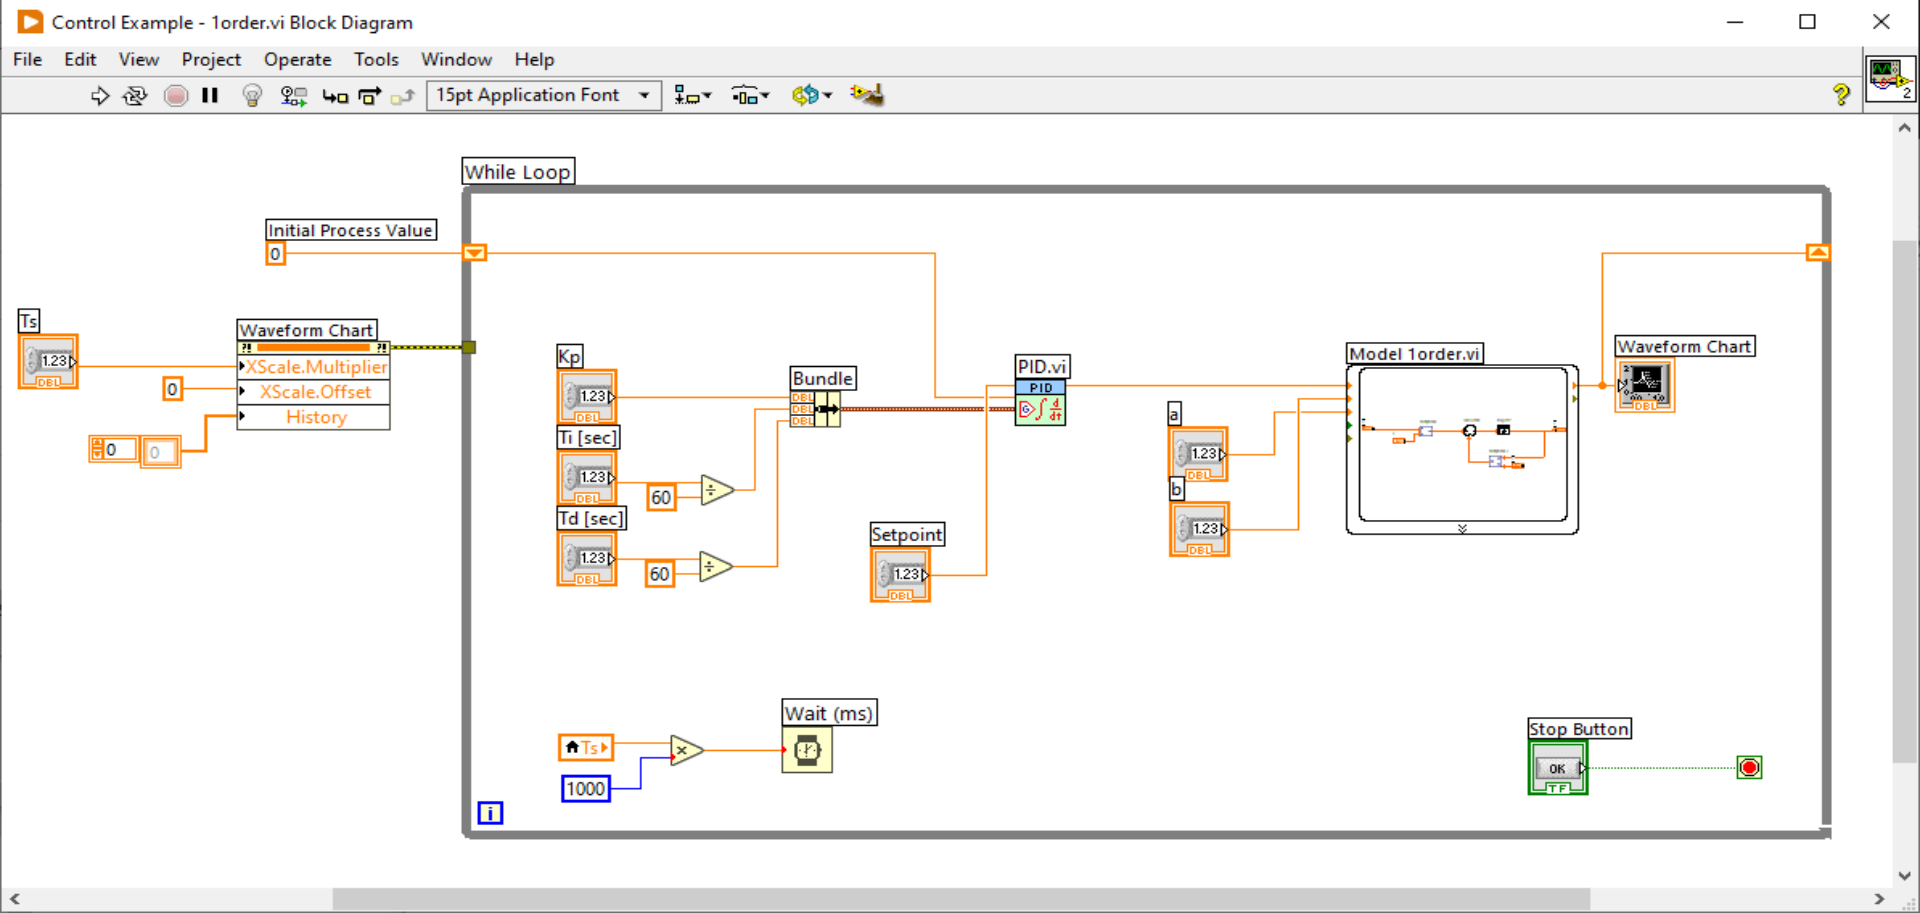 Control Example - 1order.vi Block Diagram
File Edit View Project Operate Tools Window Help
15pt Application Font
?
2
While Loop
Initial Process Value
0
Ts
1.23
DBL
Waveform Chart
?! ?!
XScale.Multiplier
0
XScale.Offset
History
0
0
Kp
1.23
DBL
Ti [sec]
1.23
DBL
60
÷
Td [sec]
1.23
DBL
60
÷
Bundle
DBL
DBL
DBL
Setpoint
1.23
DBL
PID.vi
PID
d
dt
a
1.23
DBL
b
1.23
DBL
Model 1order.vi
Waveform Chart
DBL
Ts
1000
×
Wait (ms)
Stop Button
OK
TF
i